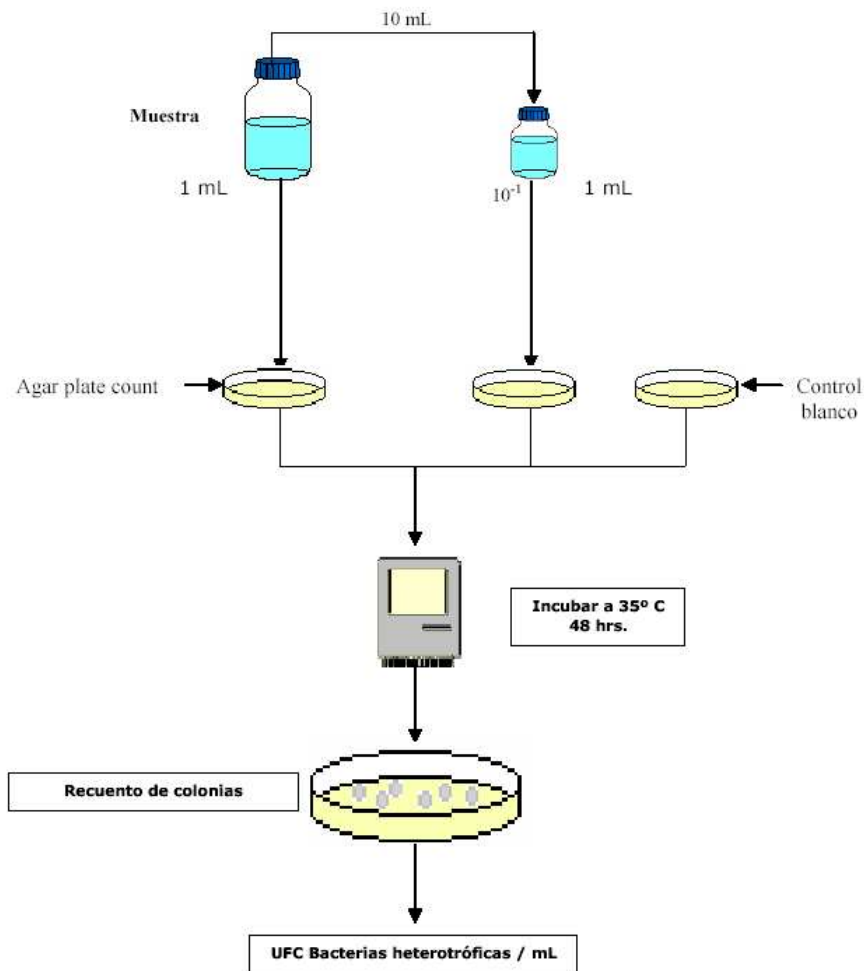 10 mL
Muestra
1 mL
10⁻¹
1 mL
Agar plate count
Control
blanco
Incubar a 35º C
48 hrs.
Recuento de colonias
UFC Bacterias heterotróficas / mL